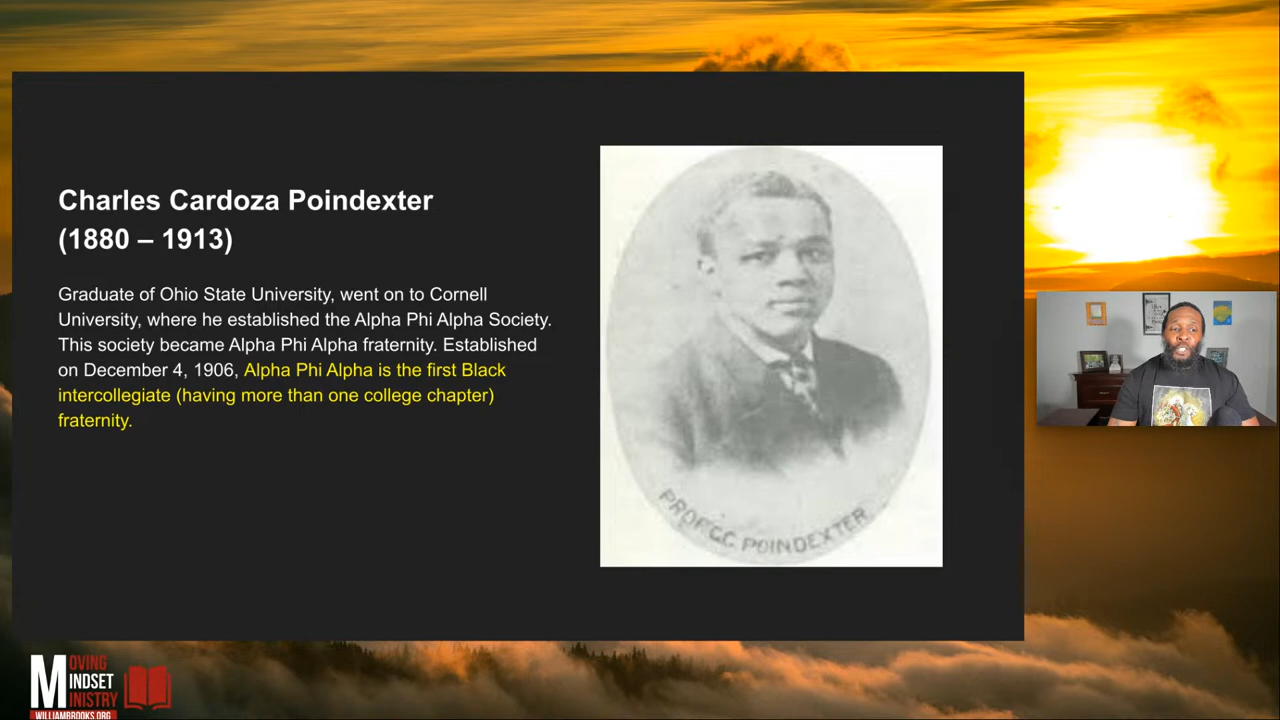 Charles Cardoza Poindexter
(1880 – 1913)
Graduate of Ohio State University, went on to Cornell
University, where he established the Alpha Phi Alpha Society.
This society became Alpha Phi Alpha fraternity. Established
on December 4, 1906, Alpha Phi Alpha is the first Black
intercollegiate (having more than one college chapter)
fraternity.
PROF. C.C. POINDEXTER
MOVING
MINDSET
MINISTRY
WILLIAMBROOKS.ORG